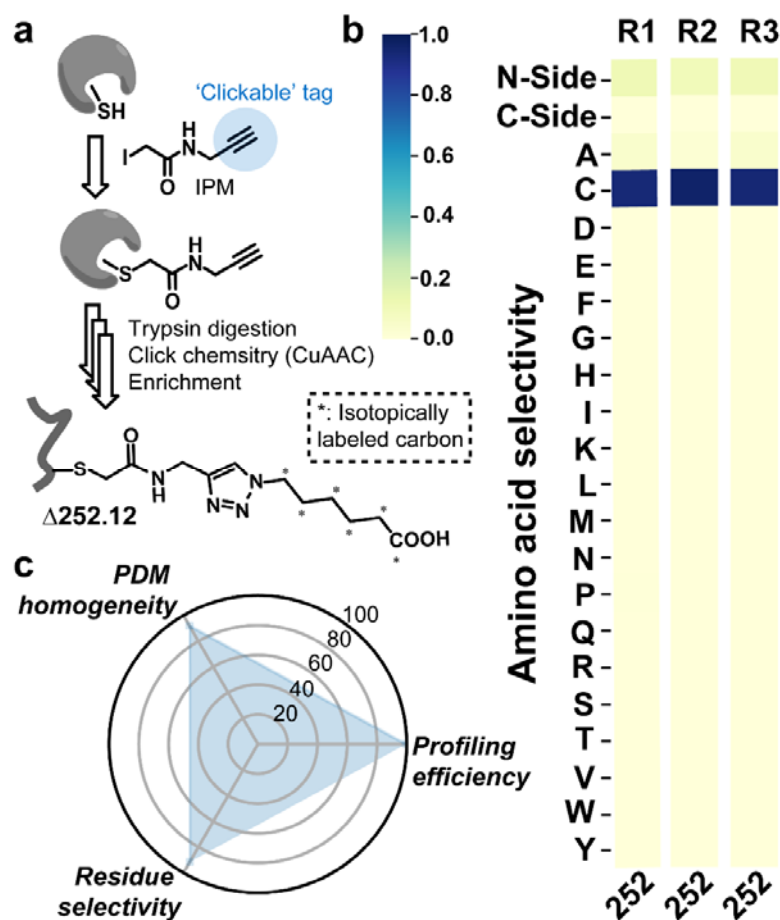 a
SH
'Clickable' tag
I
O
H
N
IPM
S
O
H
N
Trypsin digestion
Click chemsitry (CuAAC)
Enrichment
*: Isotopically
labeled carbon
S
O
N
H
N
N=N
*
*
*
*
*
*
COOH
Δ252.12
b
1.0
0.8
0.6
0.4
0.2
0.0
R1 R2 R3
Amino acid selectivity
N-Side
C-Side
A
C
D
E
F
G
H
I
K
L
M
N
P
Q
R
S
T
V
W
Y
252 252 252
c
PDM
homogeneity
100
80
60
40
20
Profiling
efficiency
Residue
selectivity